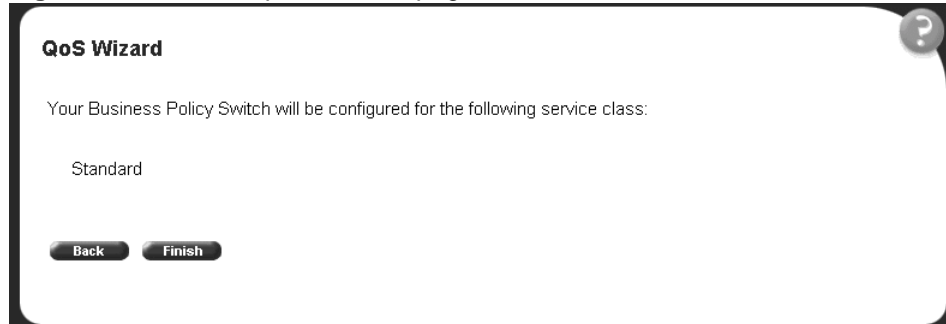 ?
QoS Wizard
Your Business Policy Switch will be configured for the following service class:
Standard
Back Finish